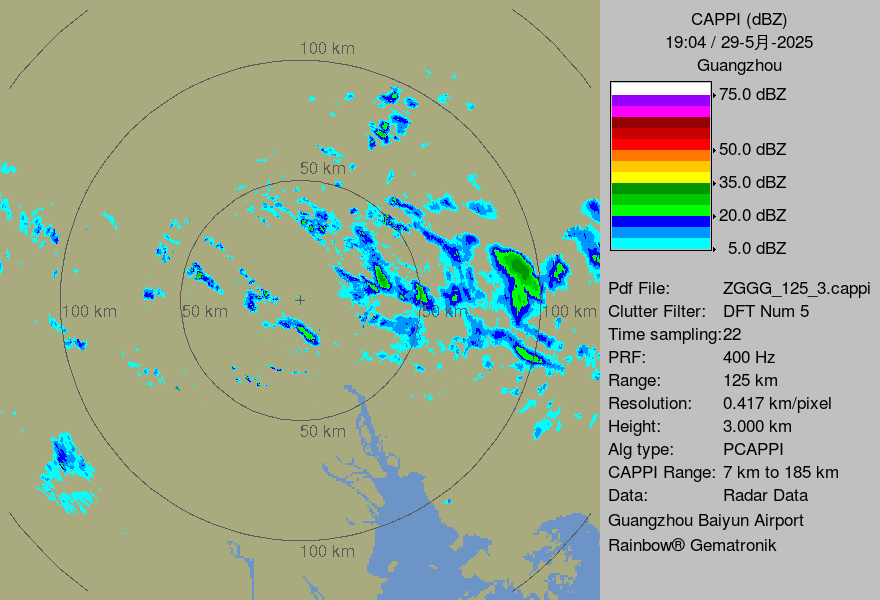 CAPPI (dBZ)
19:04 / 29-5月-2025
Guangzhou
75.0 dBZ
50.0 dBZ
35.0 dBZ
20.0 dBZ
5.0 dBZ
Pdf File: ZGGG_125_3.cappi
Clutter Filter: DFT Num 5
Time sampling:22
PRF: 400 Hz
Range: 125 km
Resolution: 0.417 km/pixel
Height: 3.000 km
Alg type: PCAPPI
CAPPI Range: 7 km to 185 km
Data: Radar Data
Guangzhou Baiyun Airport
Rainbow® Gematronik
100 km
50 km
100 km
50 km
50 km
100 km
50 km
100 km